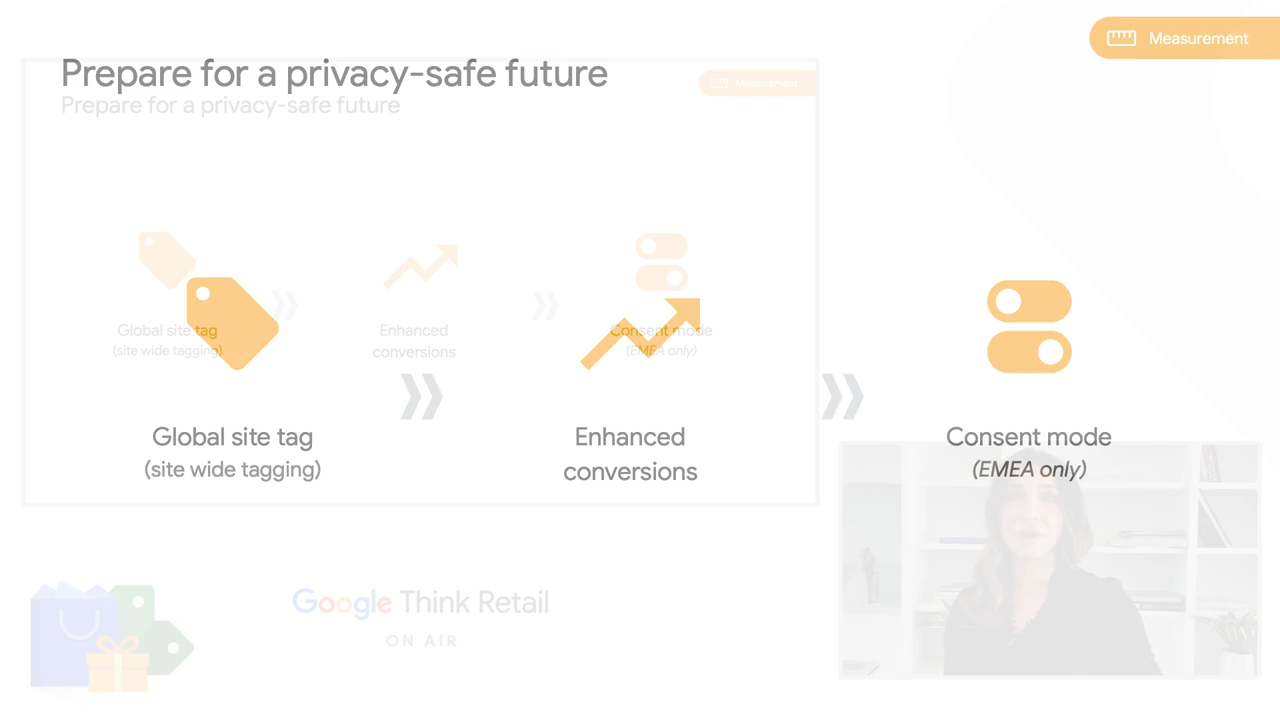 Measurement
Prepare for a privacy-safe future
Prepare for a privacy-safe future
Measurement
Global site tag
(site wide tagging)
Enhanced
conversions
Consent mode
(EMEA only)
Global site tag
(site wide tagging)
Enhanced
conversions
Consent mode
(EMEA only)
Google Think Retail
ON AIR